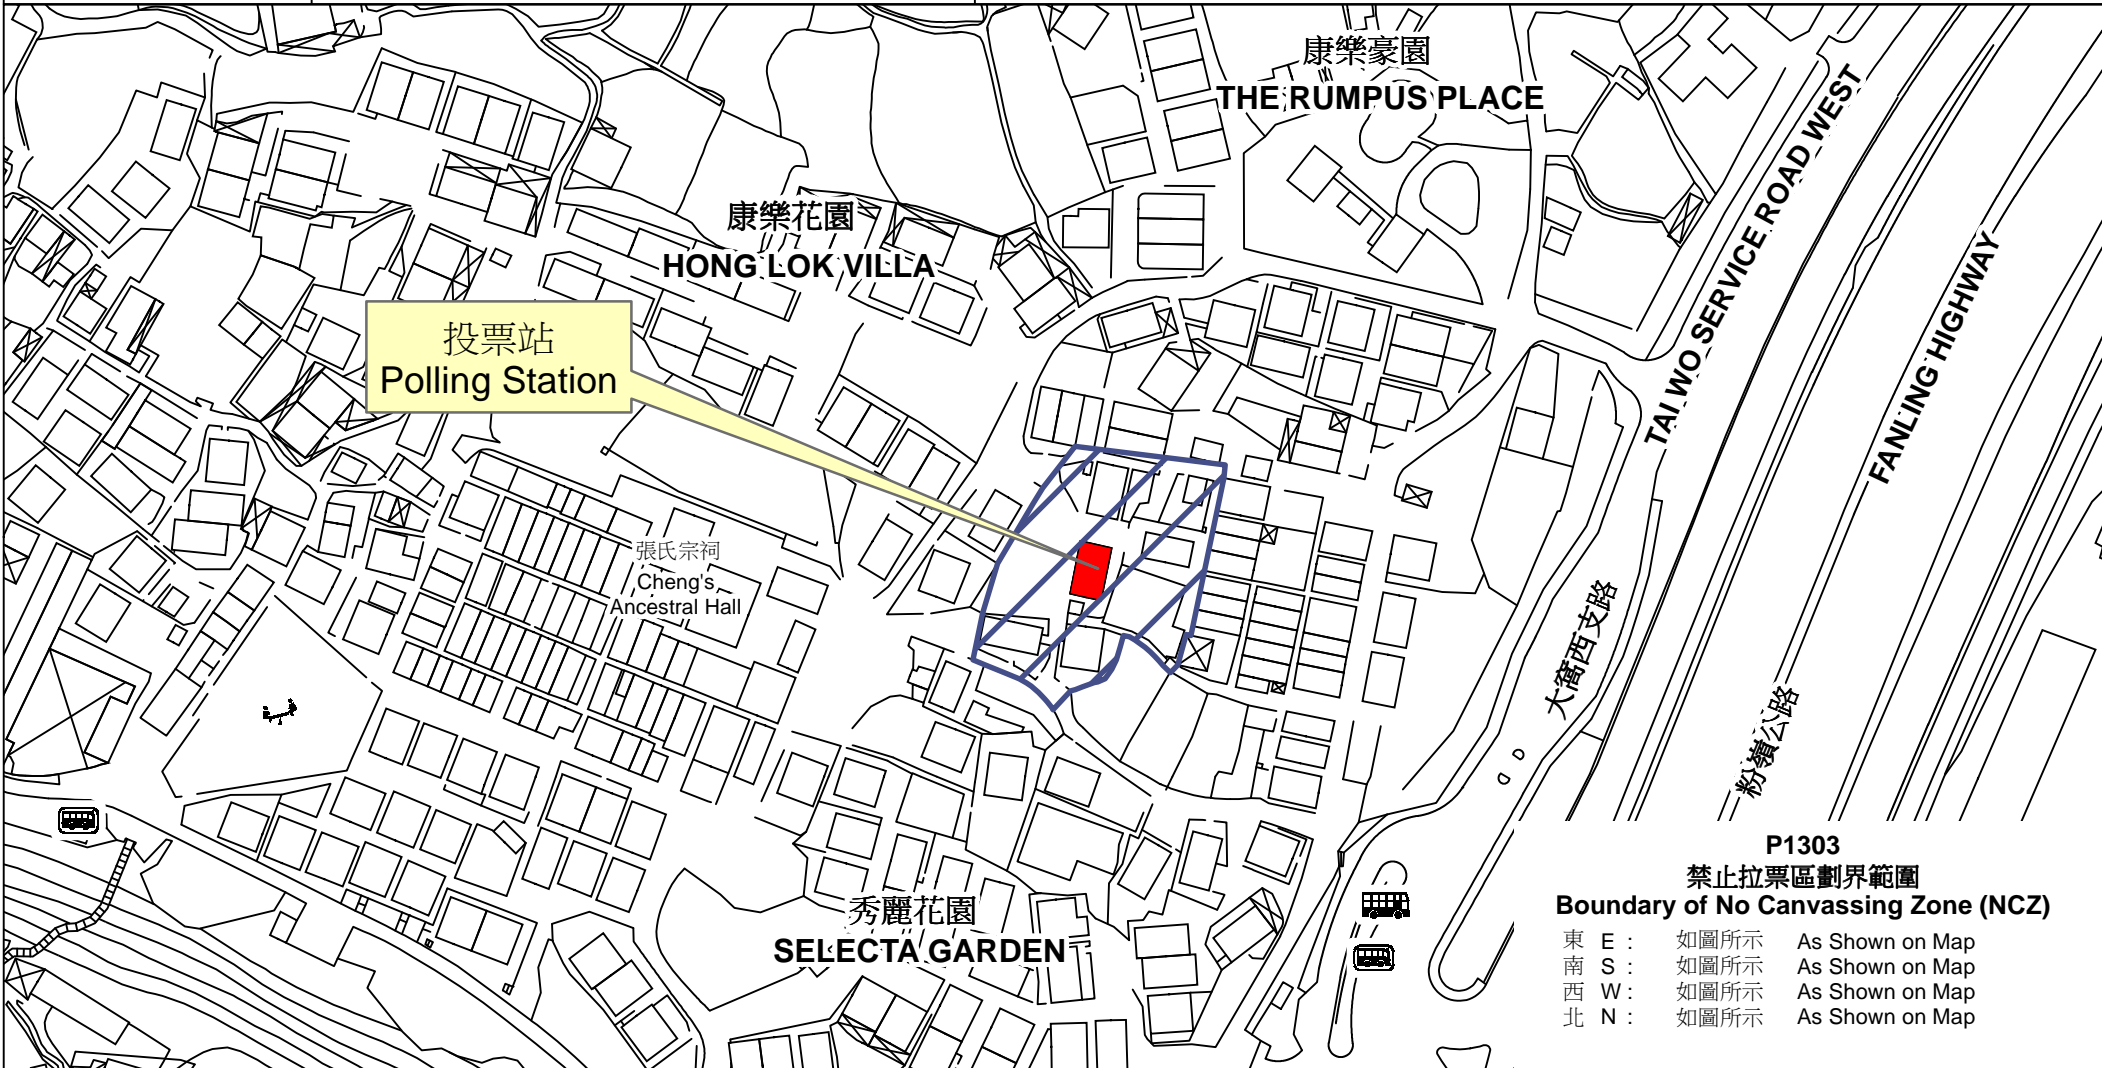 康樂豪園
THE RUMPUS PLACE
康樂花園
HONG LOK VILLA
TAI WO SERVICE ROAD WEST
FANLING HIGHWAY
投票站
Polling Station
張氏宗祠
Cheng's
Ancestral Hall
大窩西支路
粉嶺公路
秀麗花園
SELECTA GARDEN
P1303
禁止拉票區劃界範圍
Boundary of No Canvassing Zone (NCZ)
東 E : 如圖所示 As Shown on Map
南 S : 如圖所示 As Shown on Map
西 W : 如圖所示 As Shown on Map
北 N : 如圖所示 As Shown on Map